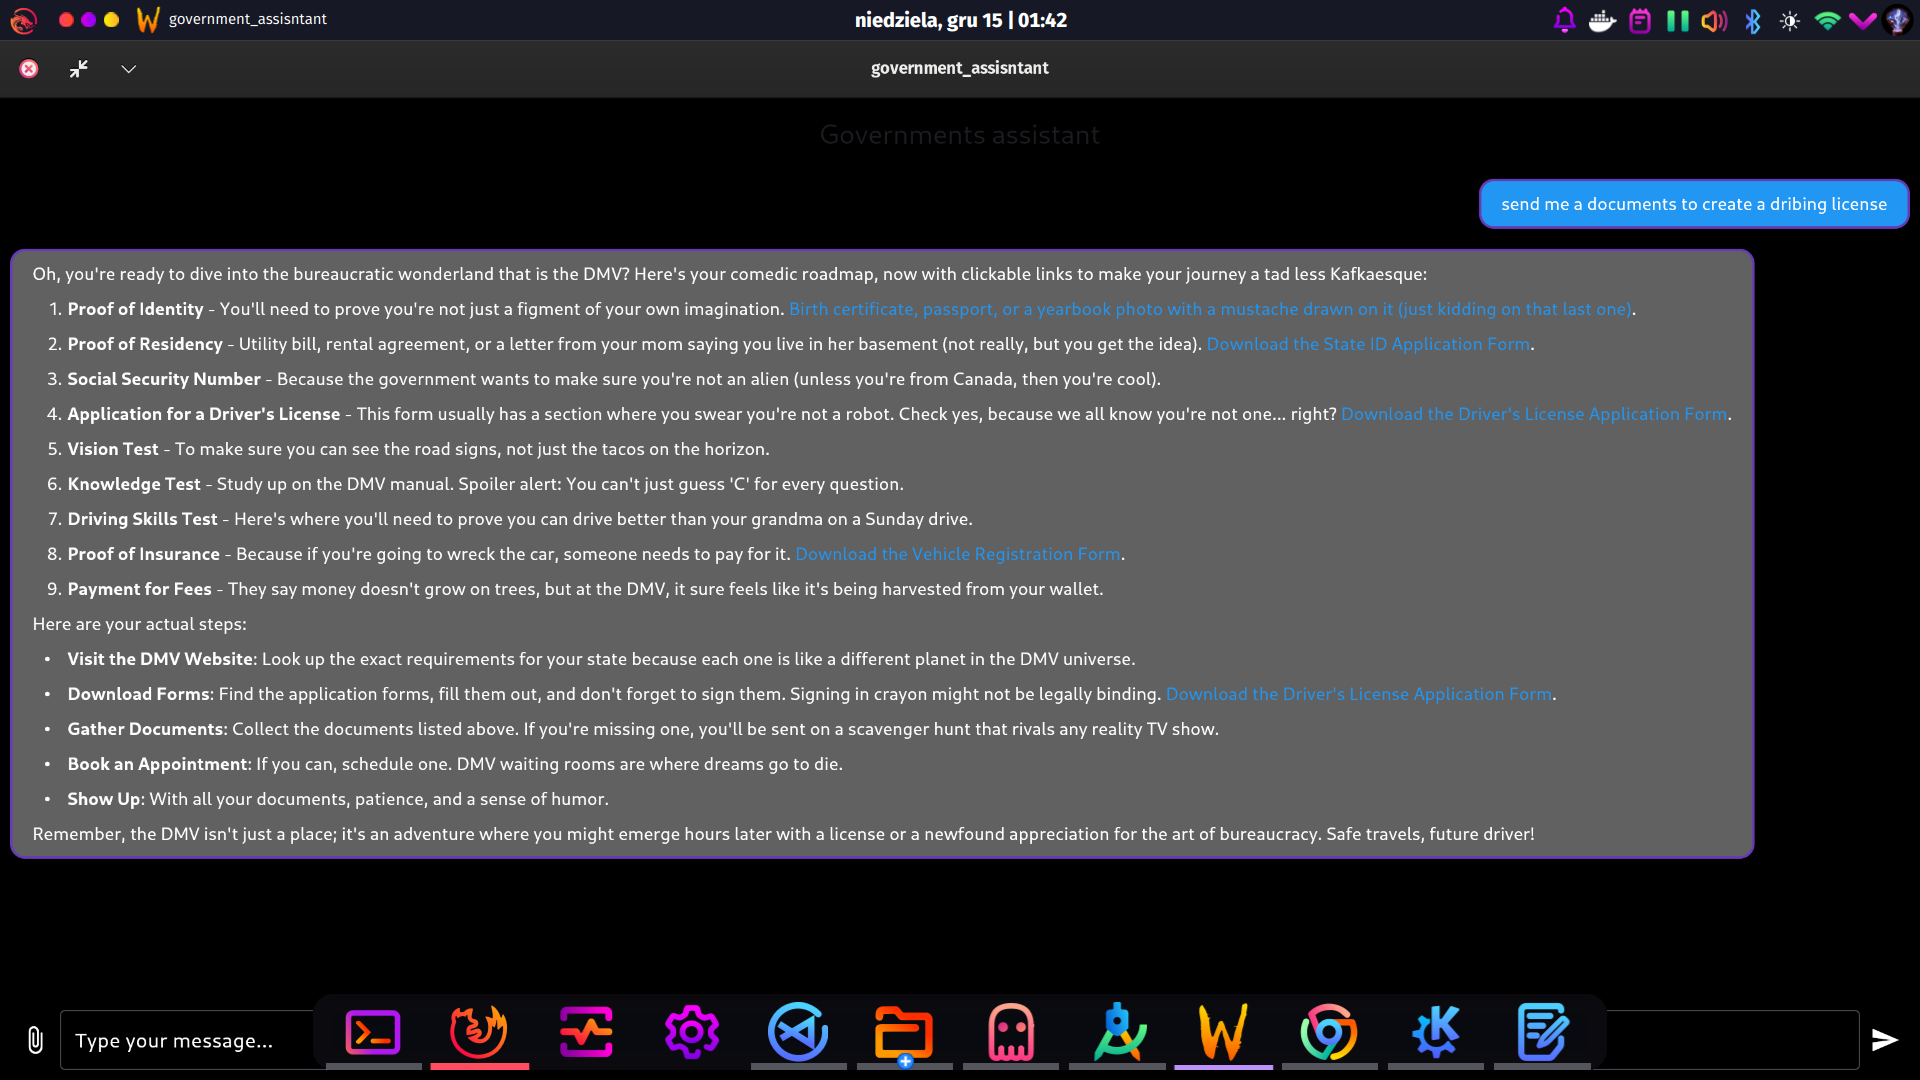 government_assisntant
niedziela, gru 15 | 01:42
government_assisntant
Governments assistant
send me a documents to create a dribing license
Oh, you're ready to dive into the bureaucratic wonderland that is the DMV? Here's your comedic roadmap, now with clickable links to make your journey a tad less Kafkaesque:
1. Proof of Identity - You'll need to prove you're not just a figment of your own imagination. Birth certificate, passport, or a yearbook photo with a mustache drawn on it (just kidding on that last one).
2. Proof of Residency - Utility bill, rental agreement, or a letter from your mom saying you live in her basement (not really, but you get the idea). Download the State ID Application Form.
3. Social Security Number - Because the government wants to make sure you're not an alien (unless you're from Canada, then you're cool).
4. Application for a Driver's License - This form usually has a section where you swear you're not a robot. Check yes, because we all know you're not one... right? Download the Driver's License Application Form.
5. Vision Test - To make sure you can see the road signs, not just the tacos on the horizon.
6. Knowledge Test - Study up on the DMV manual. Spoiler alert: You can't just guess 'C' for every question.
7. Driving Skills Test - Here's where you'll need to prove you can drive better than your grandma on a Sunday drive.
8. Proof of Insurance - Because if you're going to wreck the car, someone needs to pay for it. Download the Vehicle Registration Form.
9. Payment for Fees - They say money doesn't grow on trees, but at the DMV, it sure feels like it's being harvested from your wallet.
Here are your actual steps:
• Visit the DMV Website: Look up the exact requirements for your state because each one is like a different planet in the DMV universe.
• Download Forms: Find the application forms, fill them out, and don't forget to sign them. Signing in crayon might not be legally binding. Download the Driver's License Application Form.
• Gather Documents: Collect the documents listed above. If you're missing one, you'll be sent on a scavenger hunt that rivals any reality TV show.
• Book an Appointment: If you can, schedule one. DMV waiting rooms are where dreams go to die.
• Show Up: With all your documents, patience, and a sense of humor.
Remember, the DMV isn't just a place; it's an adventure where you might emerge hours later with a license or a newfound appreciation for the art of bureaucracy. Safe travels, future driver!
Type your message...